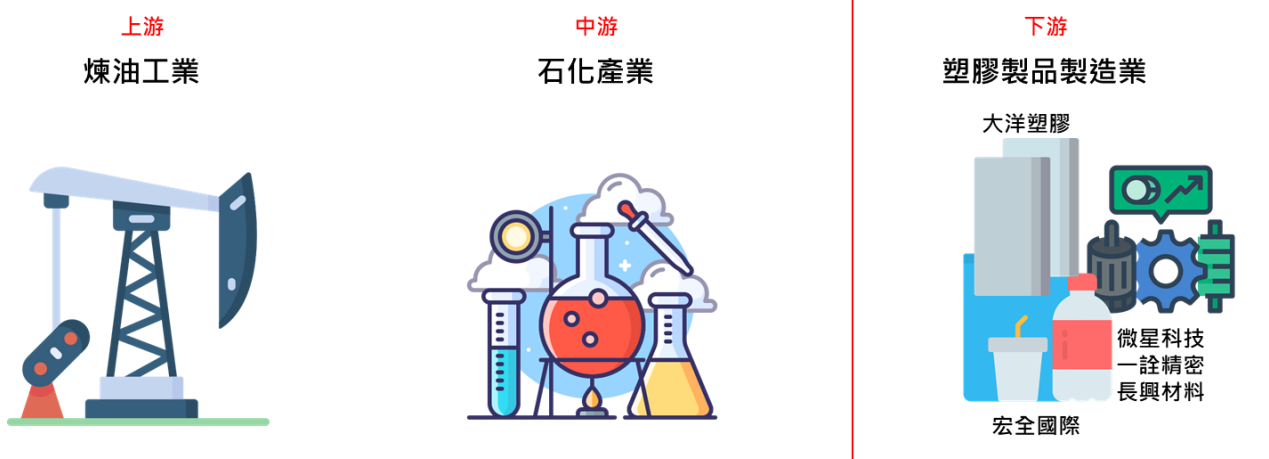 上游
煉油工業
中游
石化產業
下游
塑膠製品製造業
大洋塑膠
微星科技
一詮精密
長興材料
宏全國際